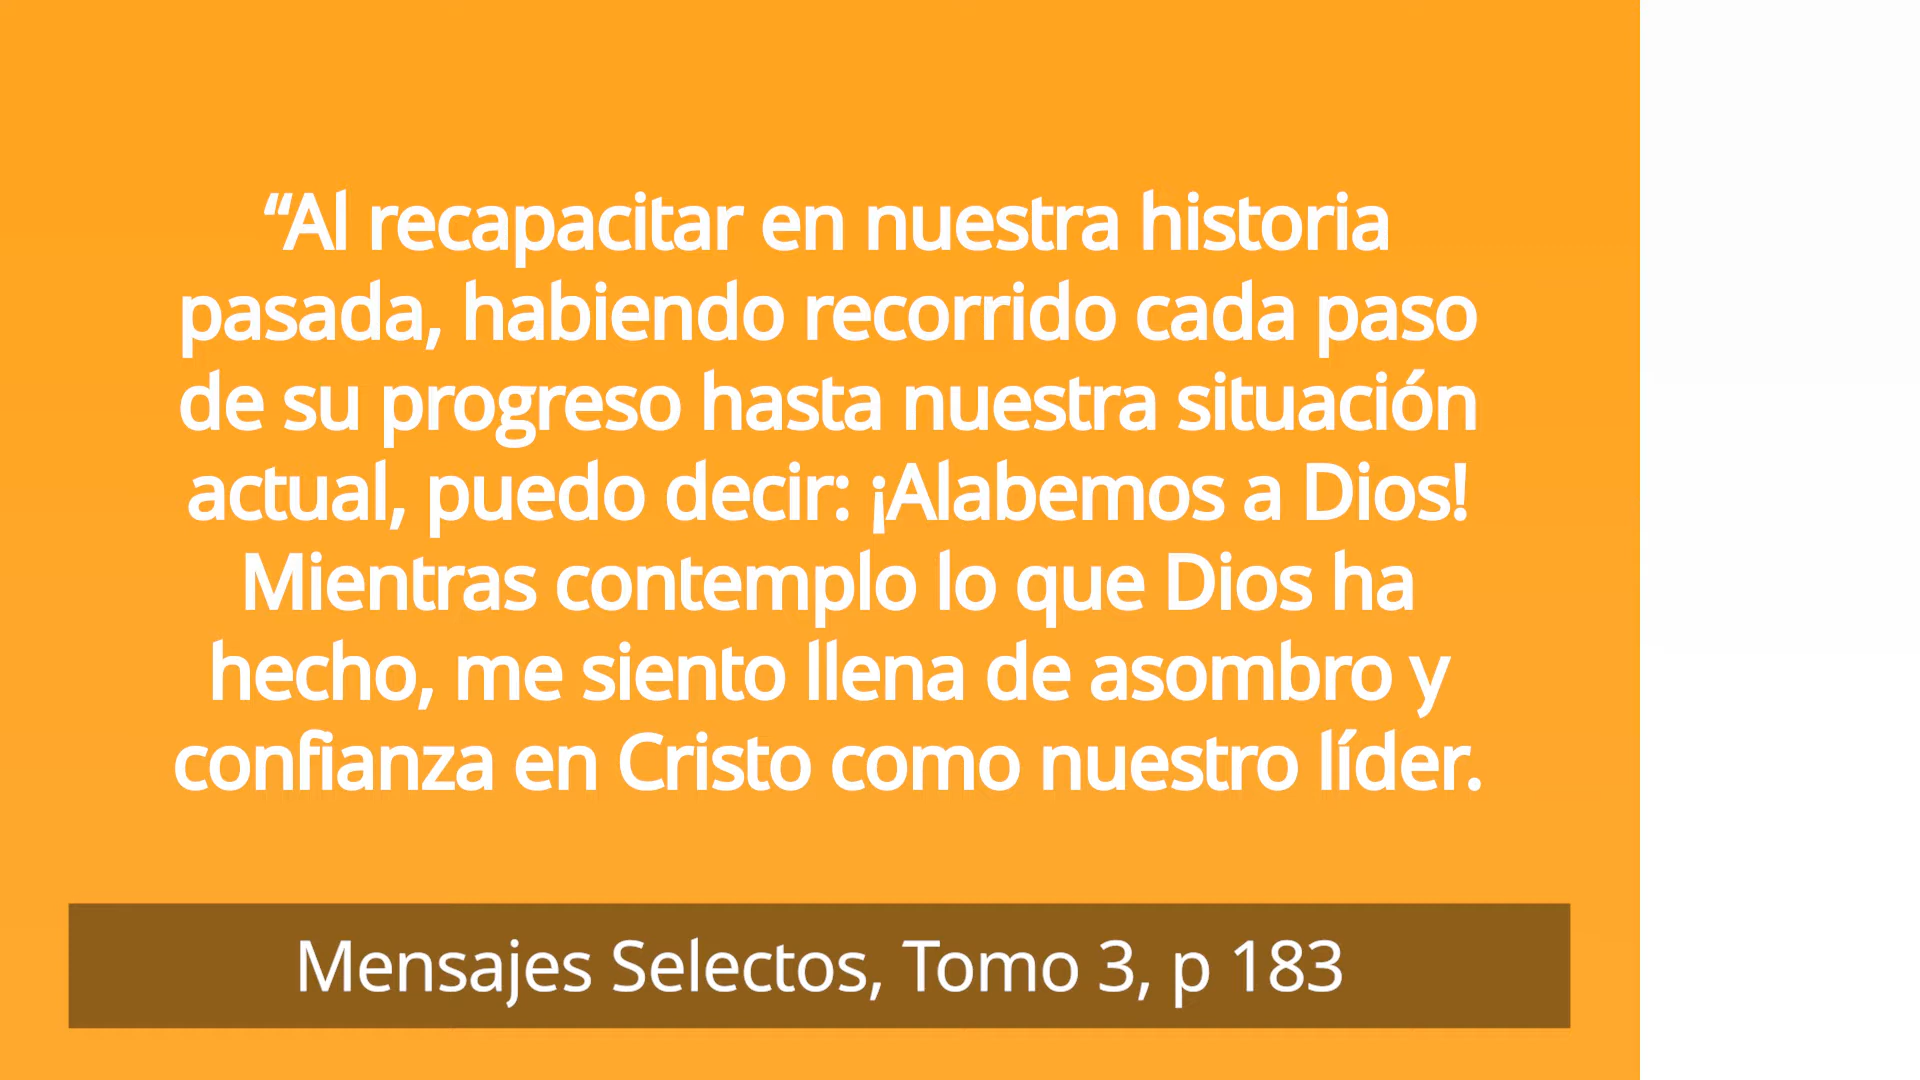 “Al recapacitar en nuestra historia
pasada, habiendo recorrido cada paso
de su progreso hasta nuestra situación
actual, puedo decir: ¡Alabemos a Dios!
Mientras contemplo lo que Dios ha
hecho, me siento llena de asombro y
confianza en Cristo como nuestro líder.
Mensajes Selectos, Tomo 3, p 183